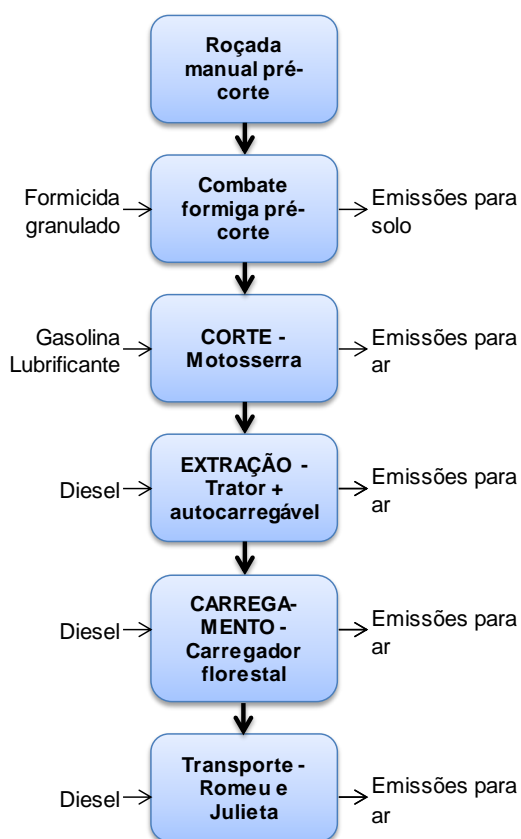 Roçada
manual pré-
corte
Formicida
granulado
Combate
formiga pré-
corte
Emissões para
solo
Gasolina
Lubrificante
CORTE -
Motosserra
Emissões para
ar
Diesel
EXTRAÇÃO -
Trator +
autocarregável
Emissões para
ar
Diesel
CARREGA-
MENTO -
Carregador
florestal
Emissões para
ar
Diesel
Transporte -
Romeu e
Julieta
Emissões para
ar